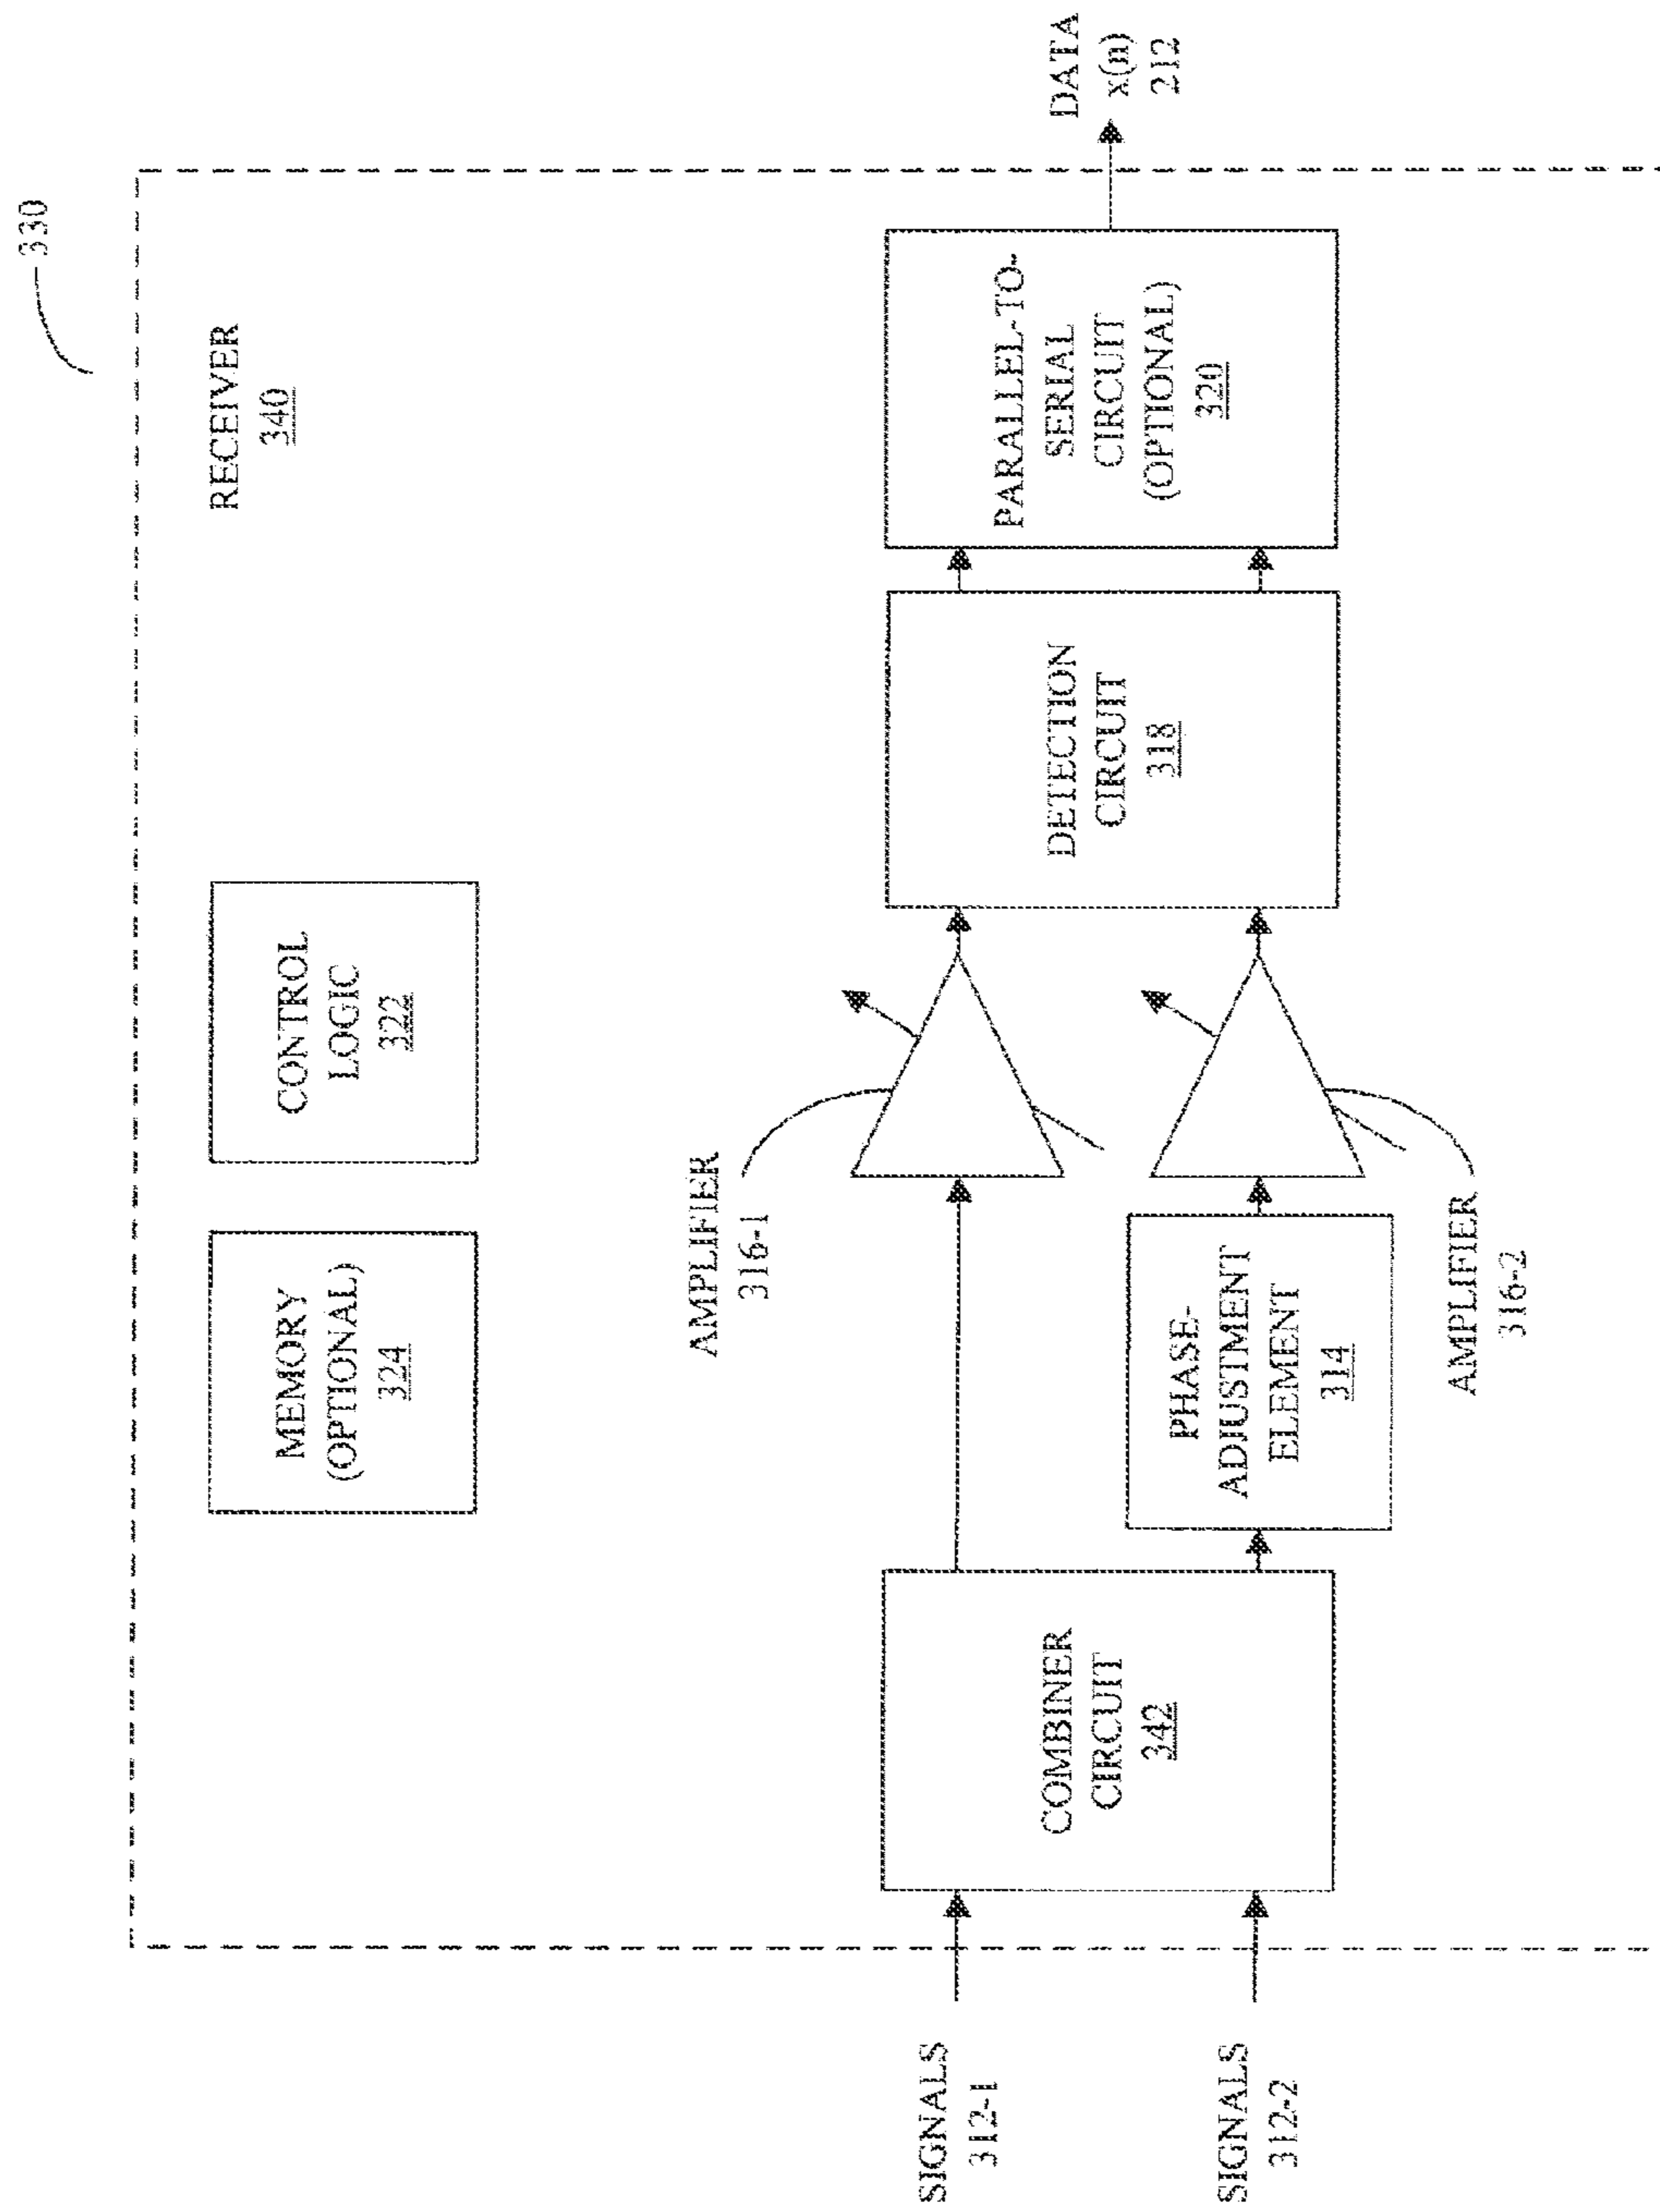 330
RECEIVER
340
MEMORY
(OPTIONAL)
324
CONTROL
LOGIC
322
AMPLIFIER
316-1
SIGNALS
312-1
SIGNALS
312-2
COMBINER
CIRCUIT
342
PHASE-
ADJUSTMENT
ELEMENT
314
AMPLIFIER
316-2
DETECTION
CIRCUIT
318
PARALLEL-TO-
SERIAL
CIRCUIT
(OPTIONAL)
320
DATA
x(n)
212